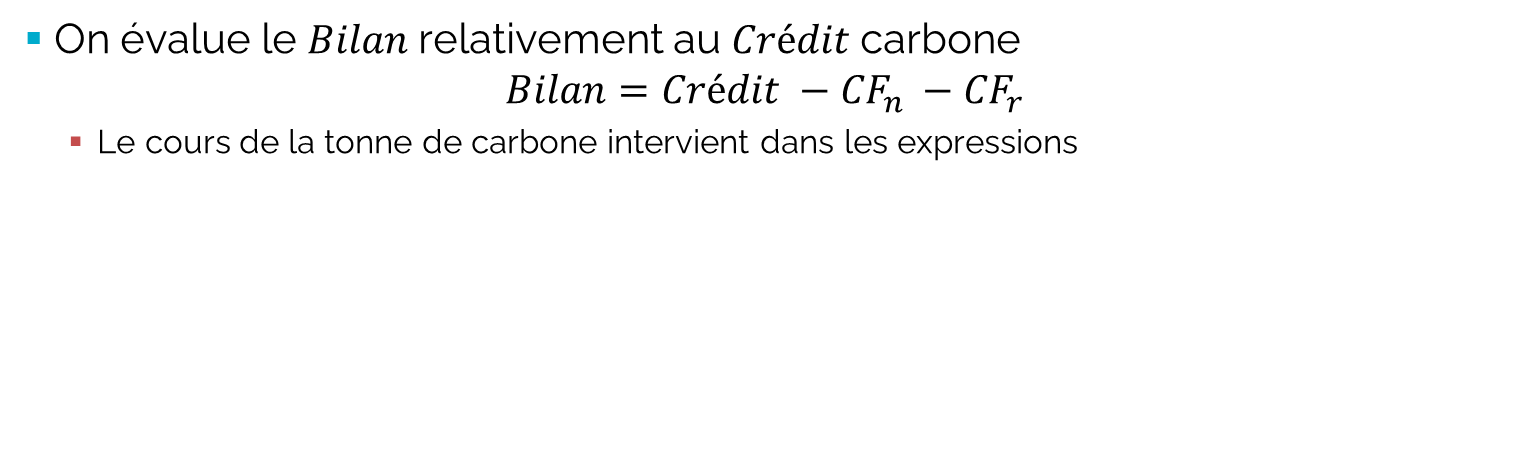 ▪ On évalue le Bilan relativement au Crédit carbone
Bilan = Crédit − CFₙ − CFᵣ
▪ Le cours de la tonne de carbone intervient dans les expressions